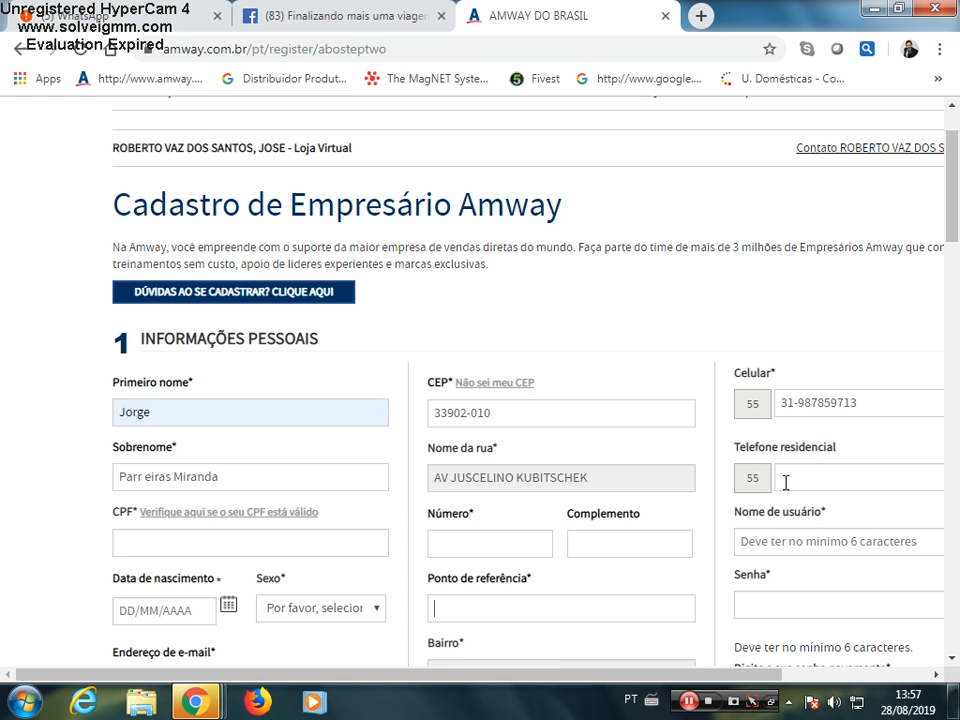 Unregistered HyperCam 4
www.solveigmm.com
Evaluation Expired
(5) WhatsApp
(83) Finalizando mais uma viagem
AMWAY DO BRASIL
amway.com.br/pt/register/abosteptwo
Apps
http://www.amway....
Distribuidor Produt...
The MagNET Syste...
Fivest
http://www.google....
U. Domésticas - Co...
»
ROBERTO VAZ DOS SANTOS, JOSE - Loja Virtual
Contato ROBERTO VAZ DOS S
Cadastro de Empresário Amway
Na Amway, você empreende com o suporte da maior empresa de vendas diretas do mundo. Faça parte do time de mais de 3 milhões de Empresários Amway que con
treinamentos sem custo, apoio de líderes experientes e marcas exclusivas.
DÚVIDAS AO SE CADASTRAR? CLIQUE AQUI
1 INFORMAÇÕES PESSOAIS
Primeiro nome*
Jorge
Sobrenome*
Parr eiras Miranda
CPF* Verifique aqui se o seu CPF está válido
Data de nascimento *
DD/MM/AAAA
Sexo*
Por favor, selecior
Endereço de e-mail*
CEP* Não sei meu CEP
33902-010
Nome da rua*
AV JUSCELINO KUBITSCHEK
Número*
Complemento
Ponto de referência*
Bairro*
Celular*
55
31-987859713
Telefone residencial
55
Nome de usuário*
Deve ter no minimo 6 caracteres
Senha*
Deve ter no mínimo 6 caracteres.
PT
13:57
28/08/2019